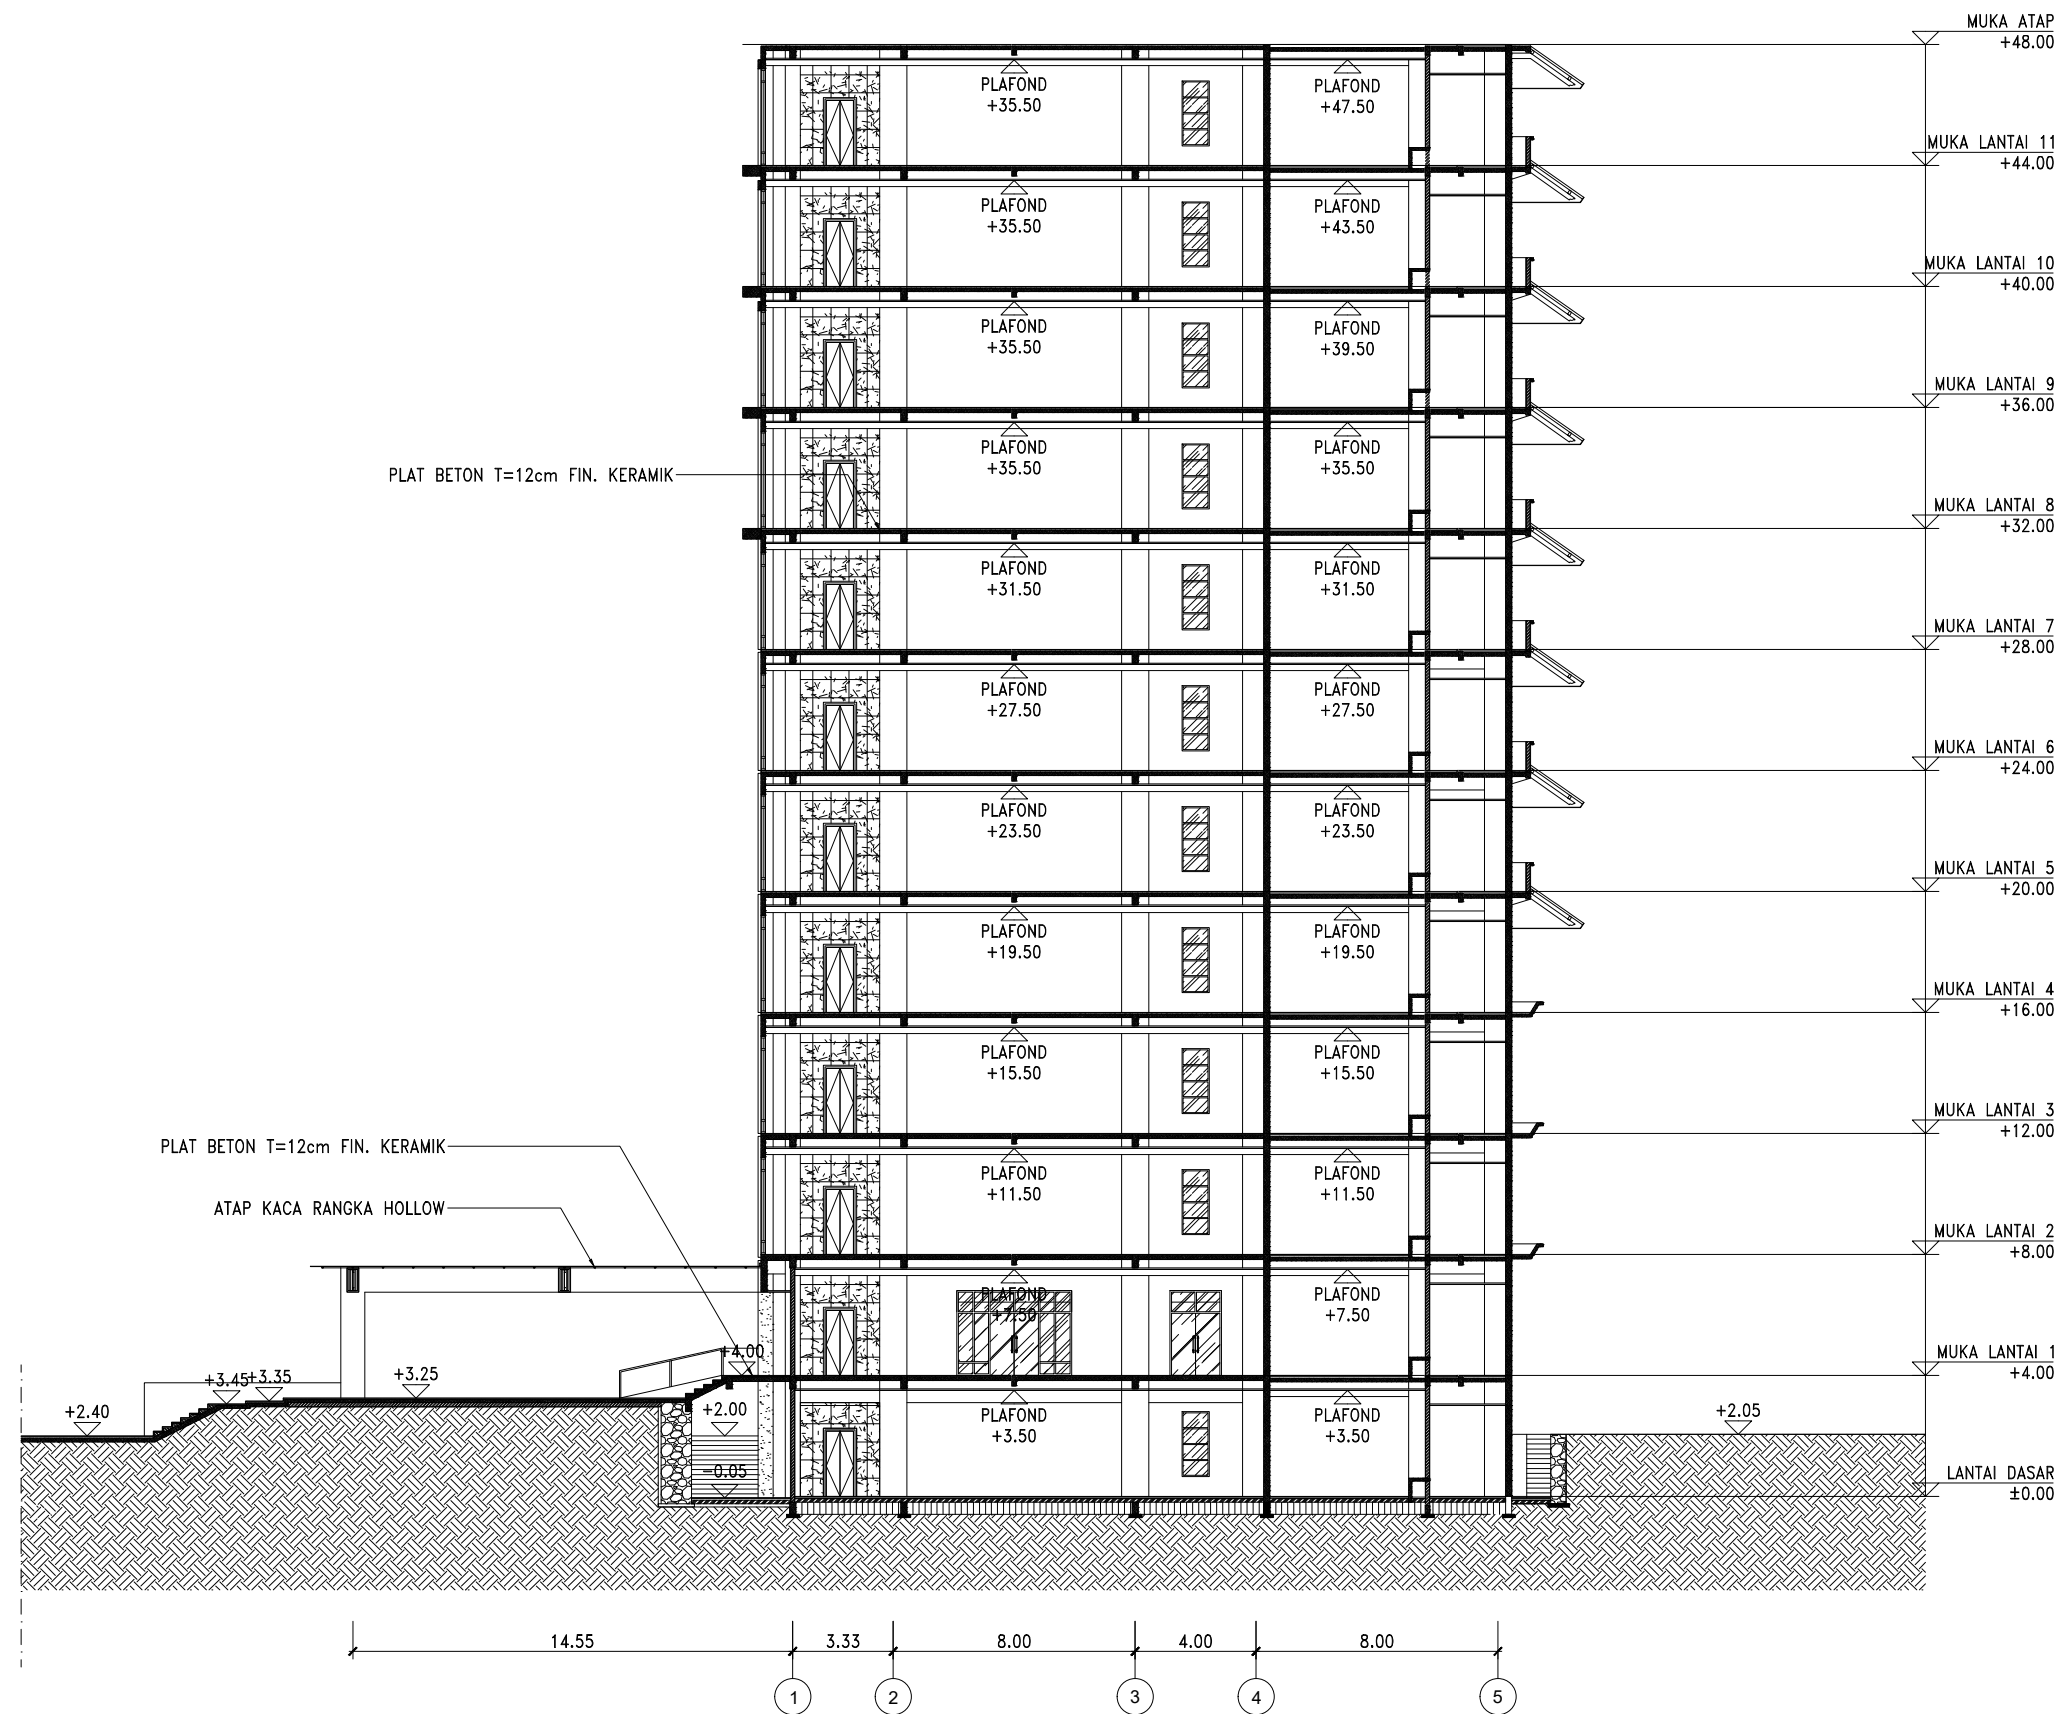 MUKA ATAP
+48.00
PLAFOND
+35.50
PLAFOND
+47.50
MUKA LANTAI 11
+44.00
PLAFOND
+35.50
PLAFOND
+43.50
MUKA LANTAI 10
+40.00
PLAFOND
+35.50
PLAFOND
+39.50
MUKA LANTAI 9
+36.00
PLAFOND
+35.50
PLAFOND
+35.50
PLAT BETON T=12cm FIN. KERAMIK
MUKA LANTAI 8
+32.00
PLAFOND
+31.50
PLAFOND
+31.50
MUKA LANTAI 7
+28.00
PLAFOND
+27.50
PLAFOND
+27.50
MUKA LANTAI 6
+24.00
PLAFOND
+23.50
PLAFOND
+23.50
MUKA LANTAI 5
+20.00
PLAFOND
+19.50
PLAFOND
+19.50
MUKA LANTAI 4
+16.00
PLAFOND
+15.50
PLAFOND
+15.50
MUKA LANTAI 3
+12.00
PLAT BETON T=12cm FIN. KERAMIK
PLAFOND
+11.50
PLAFOND
+11.50
ATAP KACA RANGKA HOLLOW
MUKA LANTAI 2
+8.00
PLAFOND
+7.50
PLAFOND
+7.50
MUKA LANTAI 1
+4.00
+4.00
+3.45
+3.35
+3.25
+2.40
+2.00
PLAFOND
+3.50
PLAFOND
+3.50
+2.05
-0.05
LANTAI DASAR
±0.00
14.55
3.33
8.00
4.00
8.00
1
2
3
4
5